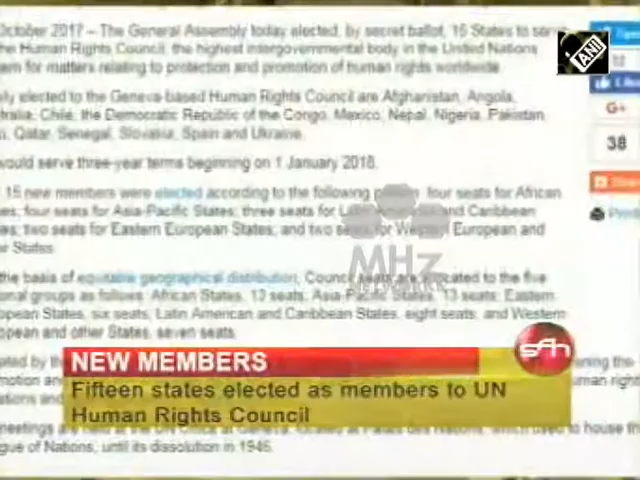 October 2017 – The General Assembly today elected, by secret ballot, 15 States to serve
the Human Rights Council, the highest intergovernmental body in the United Nations
for matters relating to protection and promotion of human rights worldwide.
elected to the Geneva-based Human Rights Council are Afghanistan, Angola,
Chile, the Democratic Republic of the Congo, Mexico, Nepal, Nigeria, Pakistan,
Qatar, Senegal, Slovakia, Spain and Ukraine.
would serve three-year terms beginning on 1 January 2018.
15 new members were elected according to the following four seats for African
four seats for Asia-Pacific States; three seats for and Caribbean
two seats for Eastern European States; and two seats for European and
States.
the basis of equitable geographical distribution, Council seats are allocated to the five
groups as follows: African States, 13 seats; Asia-Pacific States, 13 seats; Eastern
States, six seats; Latin American and Caribbean States, eight seats; and Western
and other States, seven seats.
ANI
G+
38
MHz
NETWORKS
NEW MEMBERS
sah
Fifteen states elected as members to UN
Human Rights Council
of Nations, until its dissolution in 1946.